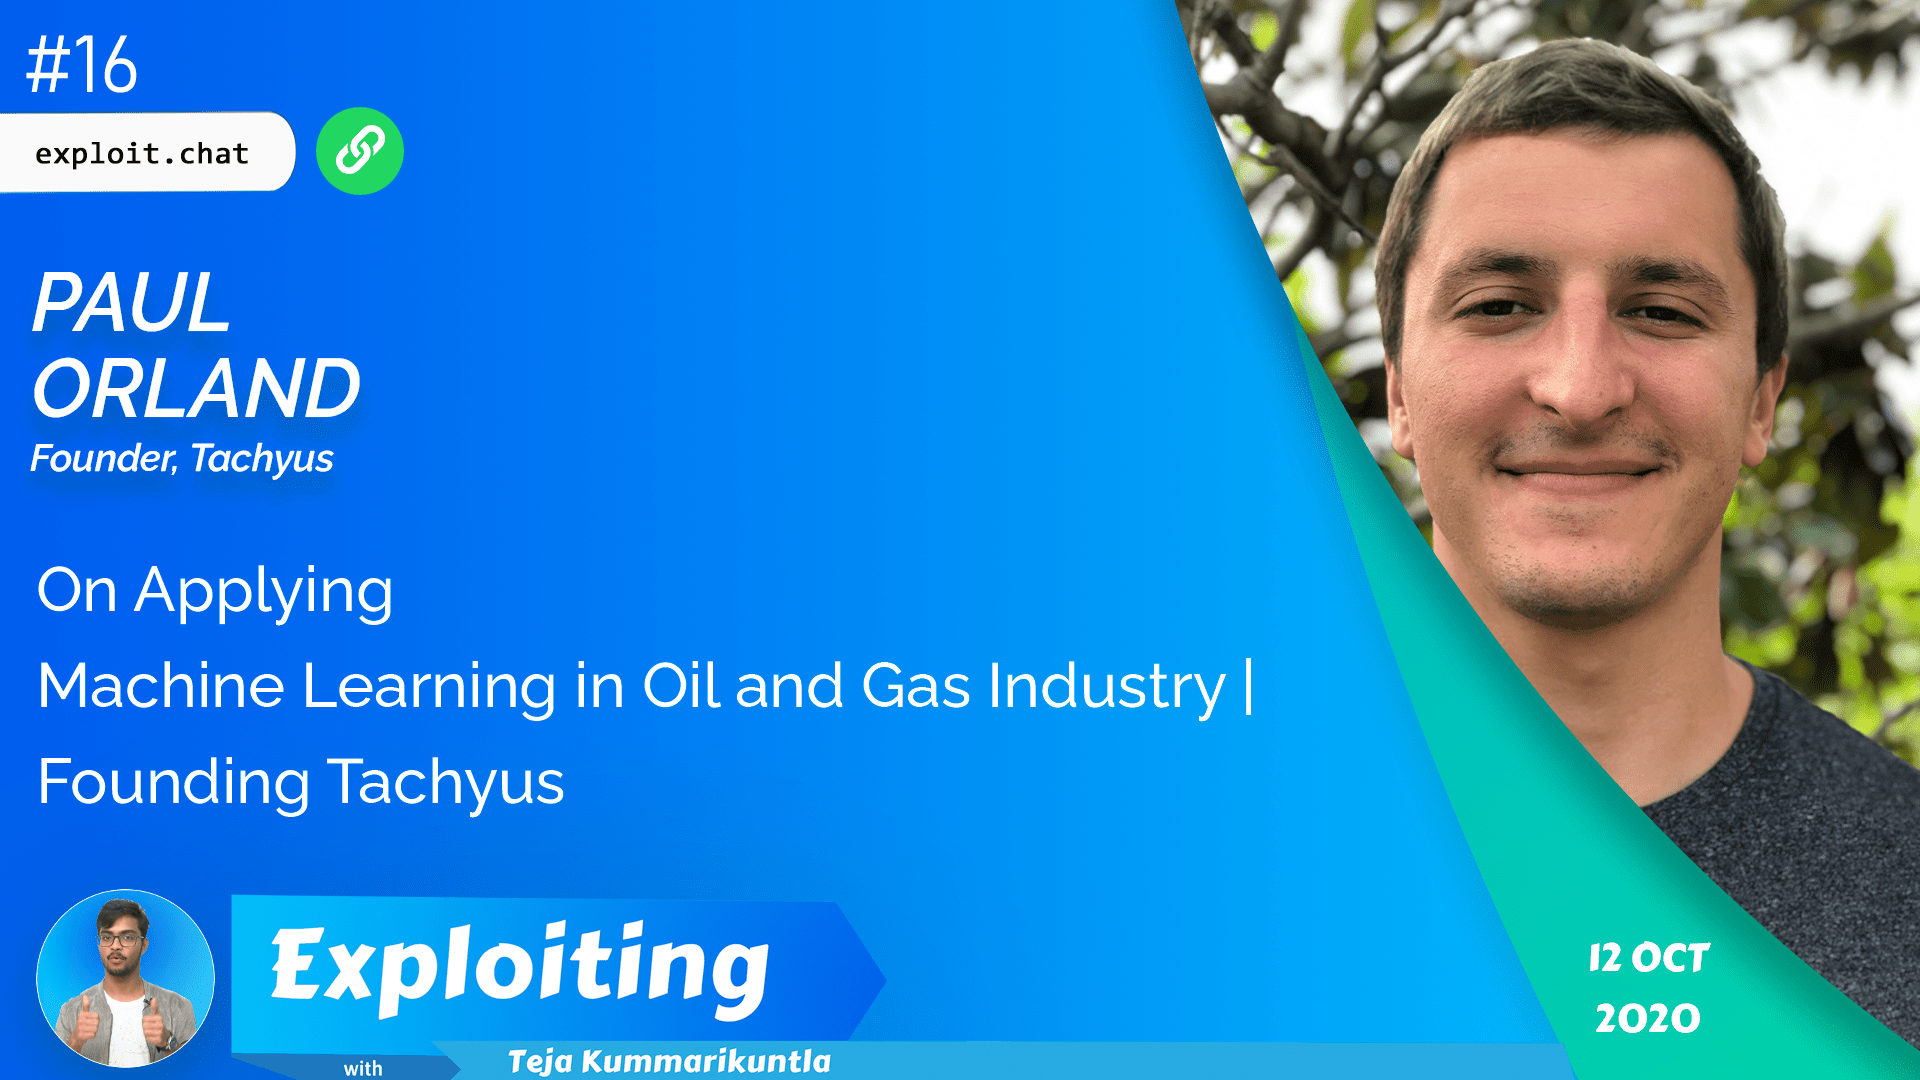 #16
exploit.chat
PAUL
ORLAND
Founder, Tachyus
On Applying
Machine Learning in Oil and Gas Industry |
Founding Tachyus
Exploiting
with Teja Kummarikuntla
12 OCT
2020